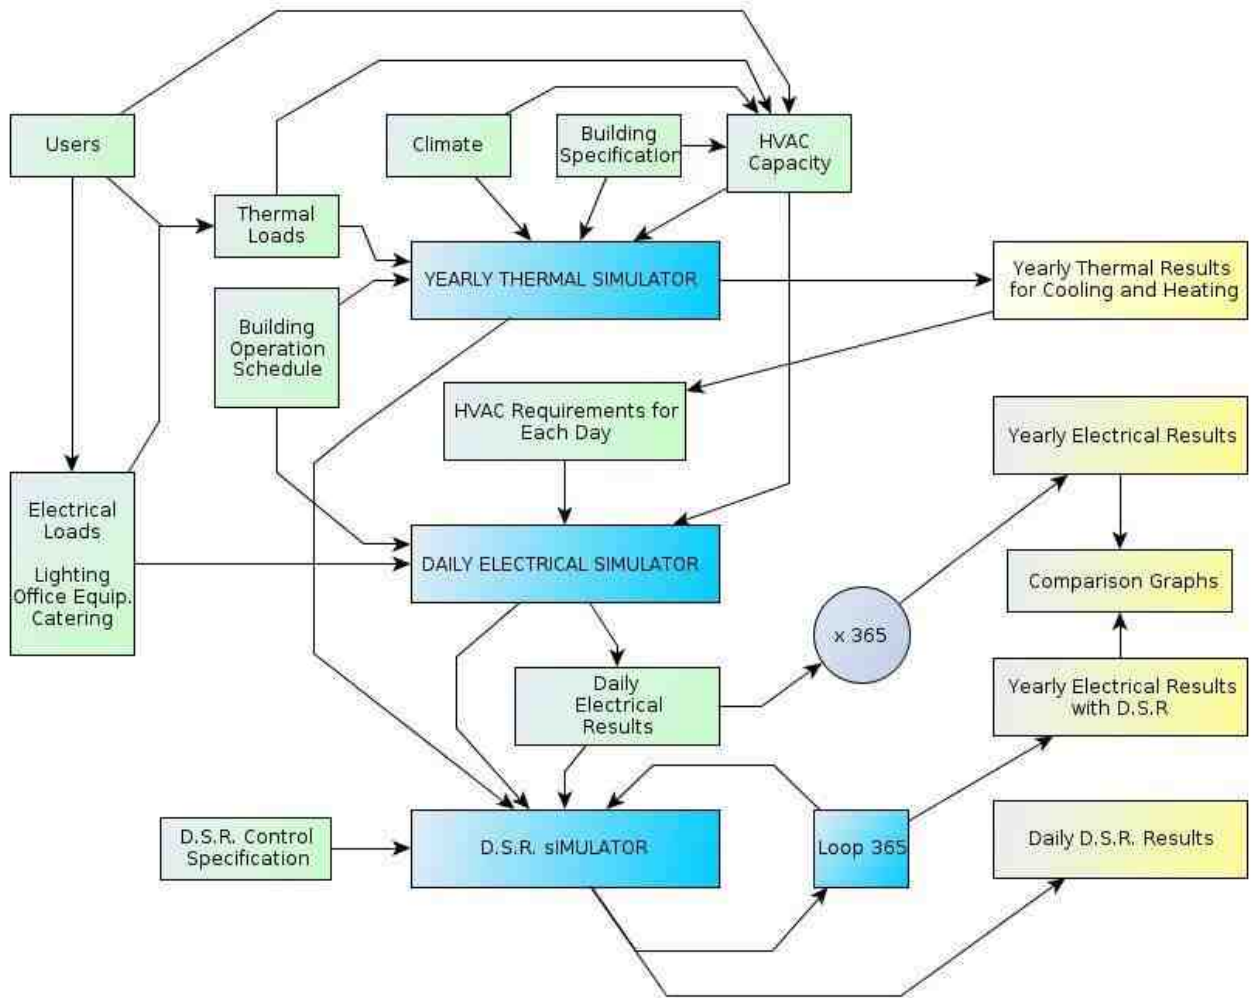 Users
Climate
Building
Specification
HVAC
Capacity
Thermal
Loads
YEARLY THERMAL SIMULATOR
Yearly Thermal Results
for Cooling and Heating
Building
Operation
Schedule
HVAC Requirements for
Each Day
Yearly Electrical Results
Electrical
Loads
Lighting
Office Equip.
Catering
DAILY ELECTRICAL SIMULATOR
Comparison Graphs
x 365
Daily
Electrical
Results
Yearly Electrical Results
with D.S.R
D.S.R. Control
Specification
D.S.R. sIMULATOR
Loop 365
Daily D.S.R. Results